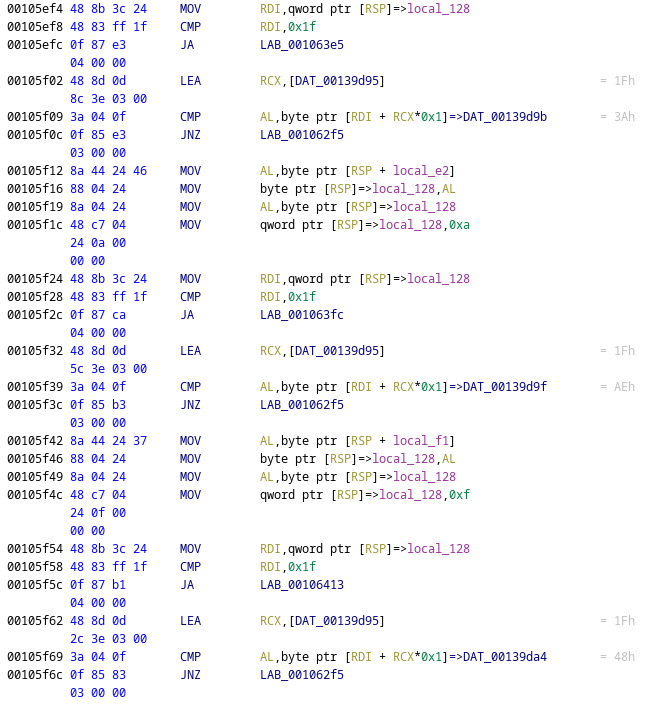 00105ef4 48 8b 3c 24 MOV RDI,qword ptr [RSP]=>local_128
00105ef8 48 83 ff 1f CMP RDI,0x1f
00105efc 0f 87 e3 JA LAB_001063e5
04 00 00
00105f02 48 8d 0d LEA RCX,[DAT_00139d95] = 1Fh
8c 3e 03 00
00105f09 3a 04 0f CMP AL,byte ptr [RDI + RCX*0x1]=>DAT_00139d9b = 3Ah
00105f0c 0f 85 e3 JNZ LAB_001062f5
03 00 00
00105f12 8a 44 24 46 MOV AL,byte ptr [RSP + local_e2]
00105f16 88 04 24 MOV byte ptr [RSP]=>local_128,AL
00105f19 8a 04 24 MOV AL,byte ptr [RSP]=>local_128
00105f1c 48 c7 04 MOV qword ptr [RSP]=>local_128,0xa
24 0a 00
00 00
00105f24 48 8b 3c 24 MOV RDI,qword ptr [RSP]=>local_128
00105f28 48 83 ff 1f CMP RDI,0x1f
00105f2c 0f 87 ca JA LAB_001063fc
04 00 00
00105f32 48 8d 0d LEA RCX,[DAT_00139d95] = 1Fh
5c 3e 03 00
00105f39 3a 04 0f CMP AL,byte ptr [RDI + RCX*0x1]=>DAT_00139d9f = AEh
00105f3c 0f 85 b3 JNZ LAB_001062f5
03 00 00
00105f42 8a 44 24 37 MOV AL,byte ptr [RSP + local_f1]
00105f46 88 04 24 MOV byte ptr [RSP]=>local_128,AL
00105f49 8a 04 24 MOV AL,byte ptr [RSP]=>local_128
00105f4c 48 c7 04 MOV qword ptr [RSP]=>local_128,0xf
24 0f 00
00 00
00105f54 48 8b 3c 24 MOV RDI,qword ptr [RSP]=>local_128
00105f58 48 83 ff 1f CMP RDI,0x1f
00105f5c 0f 87 b1 JA LAB_00106413
04 00 00
00105f62 48 8d 0d LEA RCX,[DAT_00139d95] = 1Fh
2c 3e 03 00
00105f69 3a 04 0f CMP AL,byte ptr [RDI + RCX*0x1]=>DAT_00139da4 = 48h
00105f6c 0f 85 83 JNZ LAB_001062f5
03 00 00